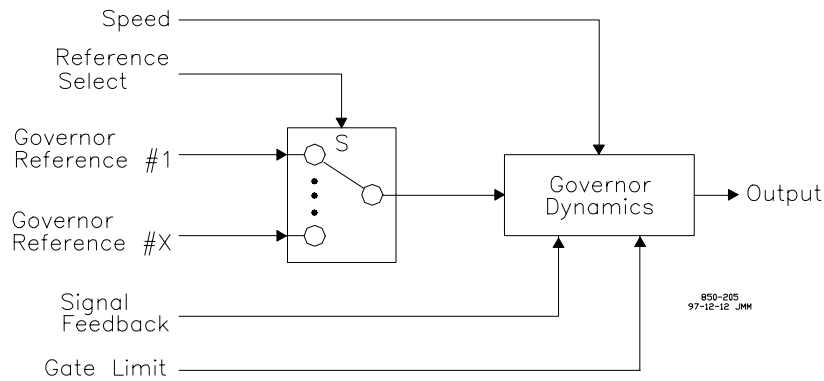 Speed
Reference
Select
Governor
Reference #1
S
Governor
Reference #X
Governor
Dynamics
Output
Signal
Feedback
Gate Limit
850-205
97-12-12 JMM